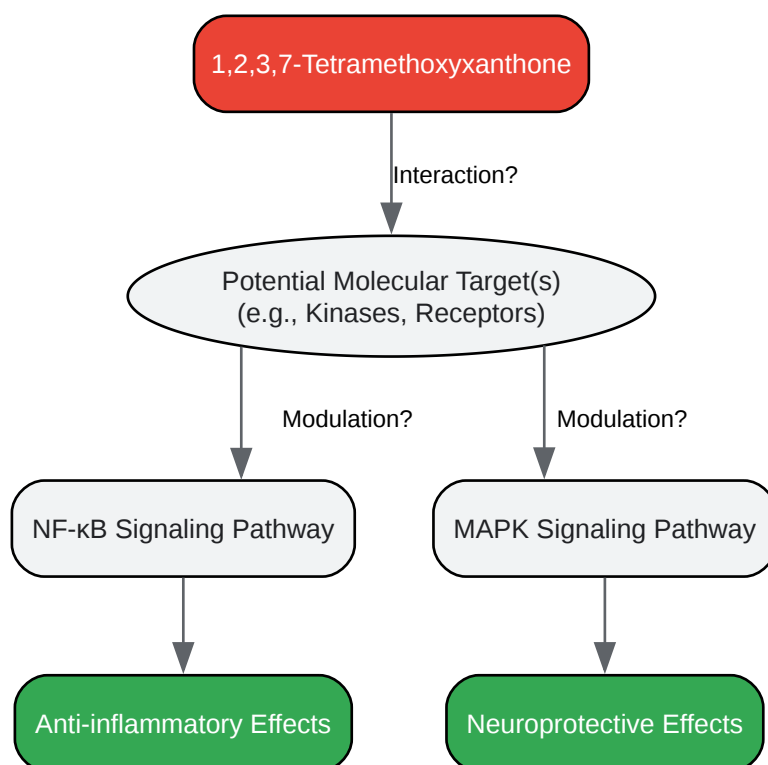 1,2,3,7-Tetramethoxyxanthone
Interaction?
Potential Molecular Target(s)
(e.g., Kinases, Receptors)
Modulation?
Modulation?
NF-κB Signaling Pathway
MAPK Signaling Pathway
Anti-inflammatory Effects
Neuroprotective Effects